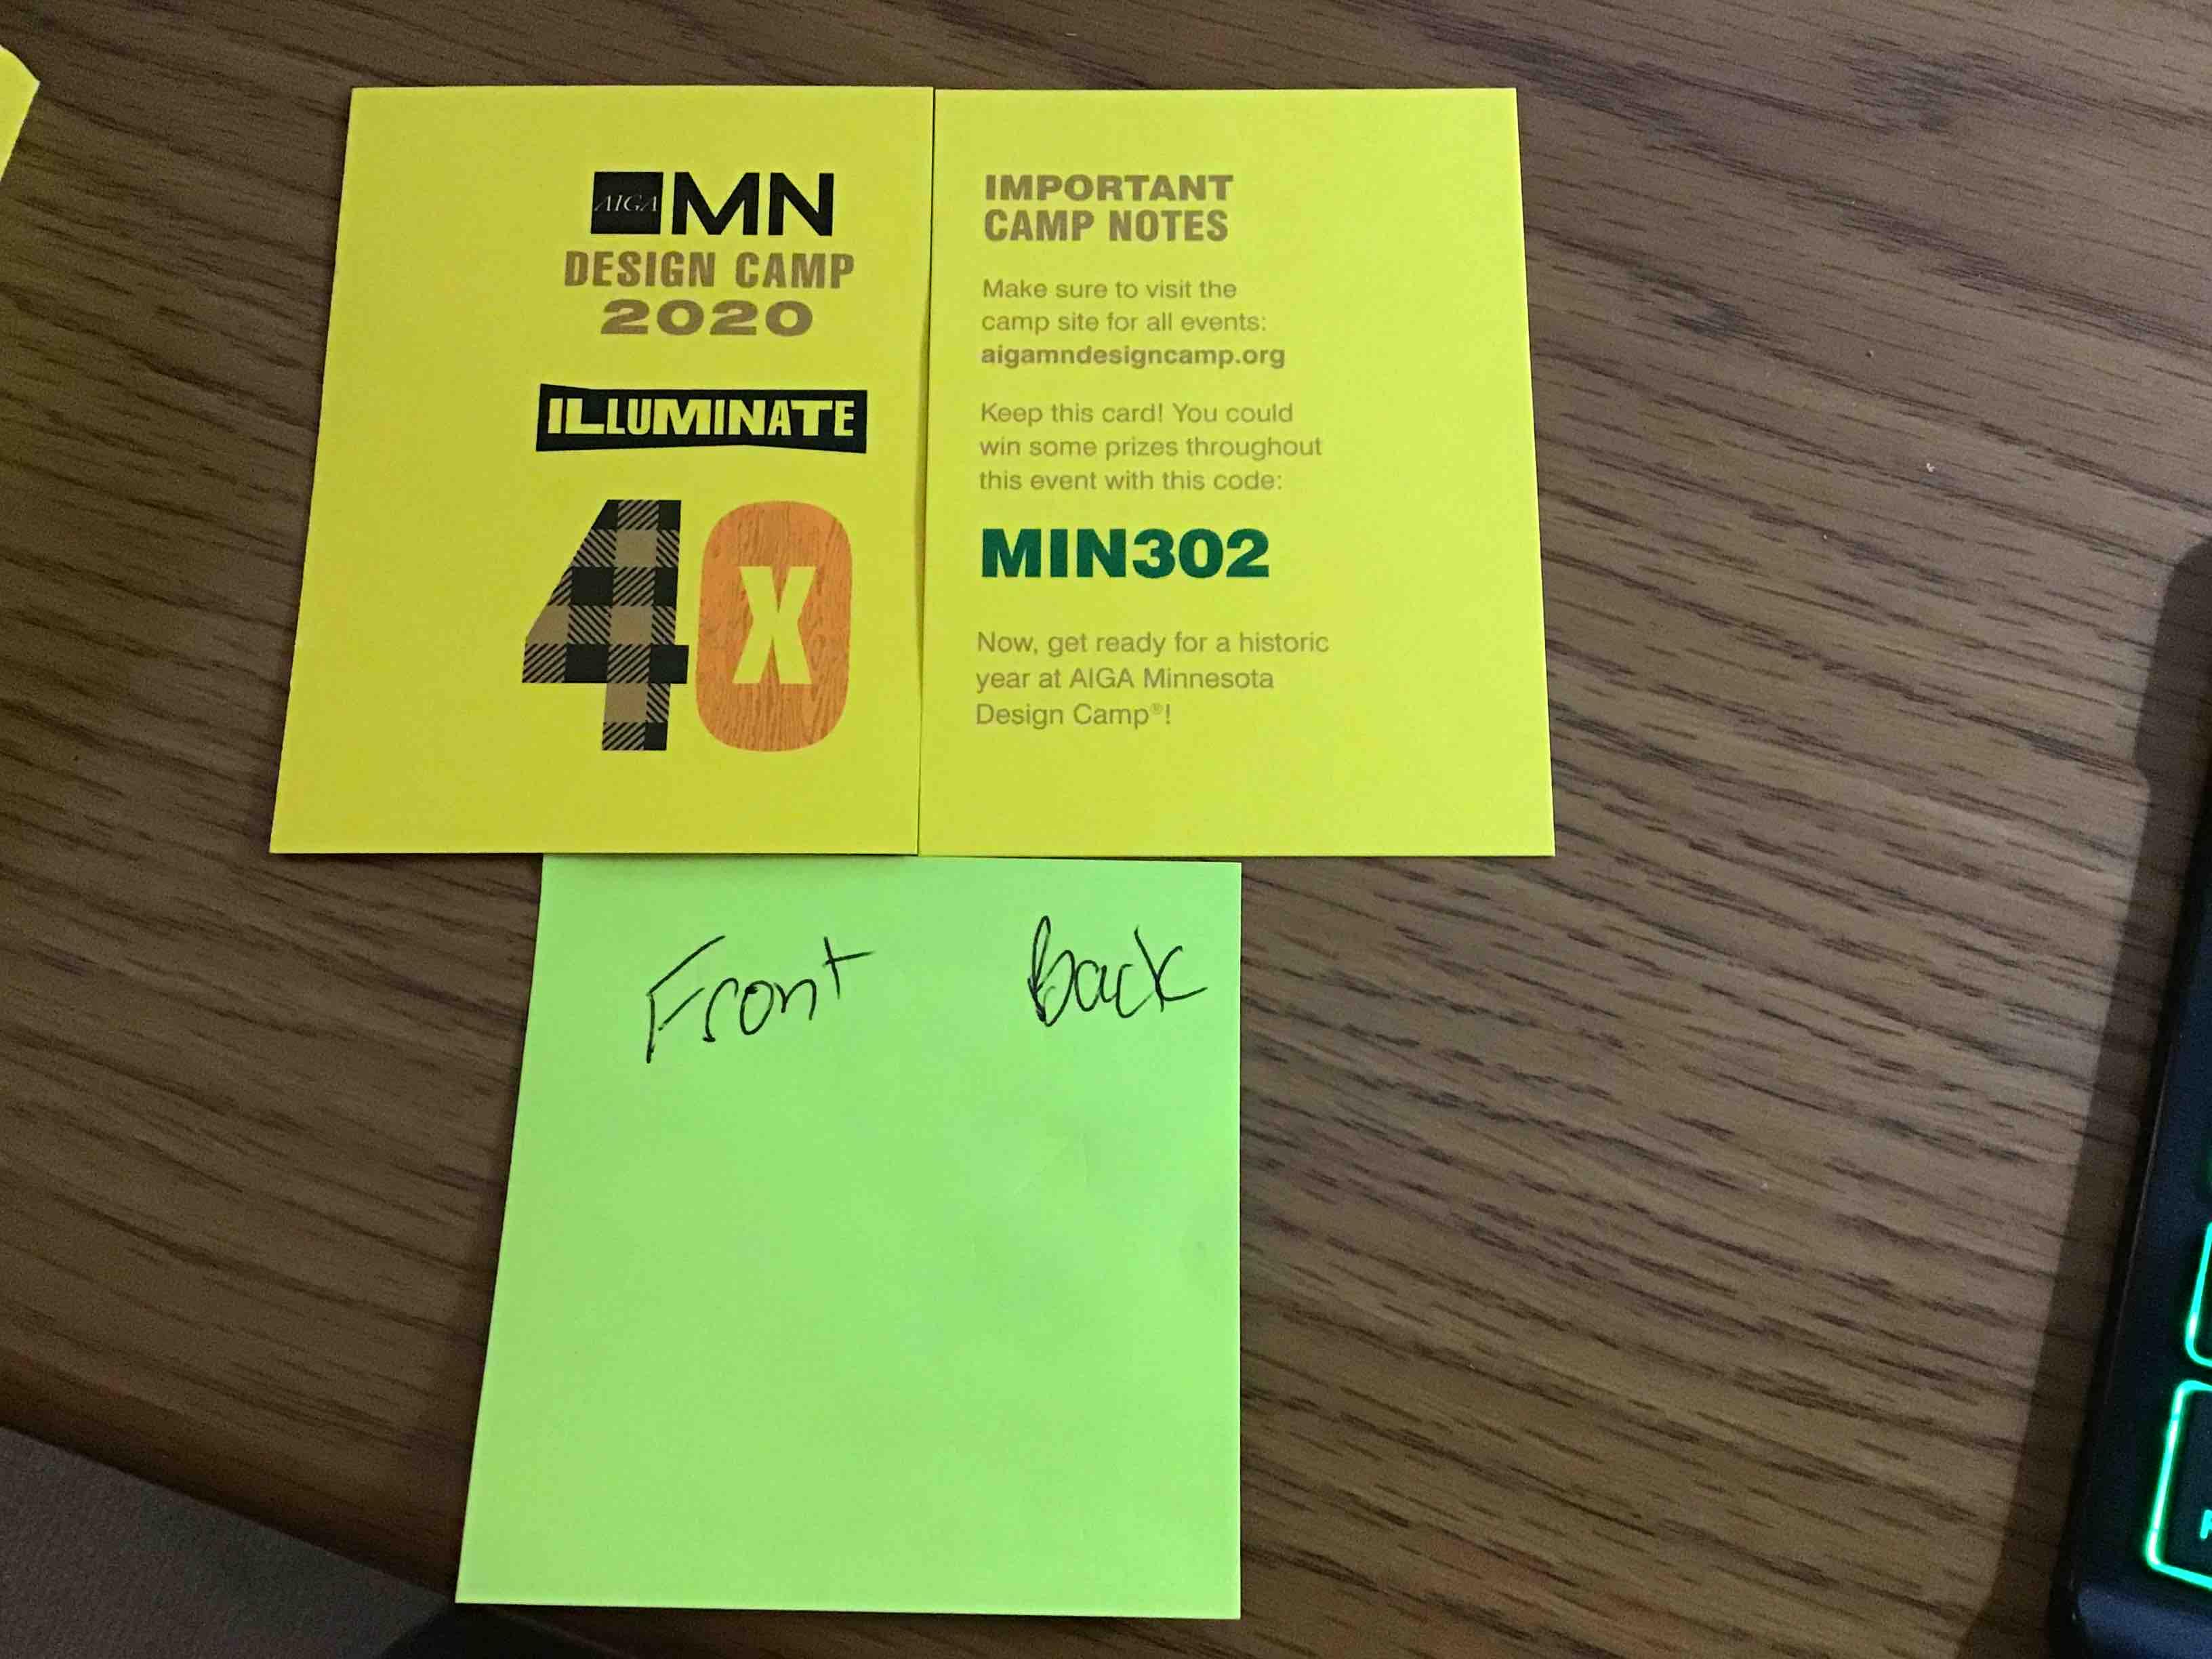 AIGA MN
DESIGN CAMP
2020
ILLUMINATE
4X
IMPORTANT
CAMP NOTES
Make sure to visit the
camp site for all events:
aigamndesigncamp.org
Keep this card! You could
win some prizes throughout
this event with this code:
MIN302
Now, get ready for a historic
year at AIGA Minnesota
Design Camp®!
Front Back